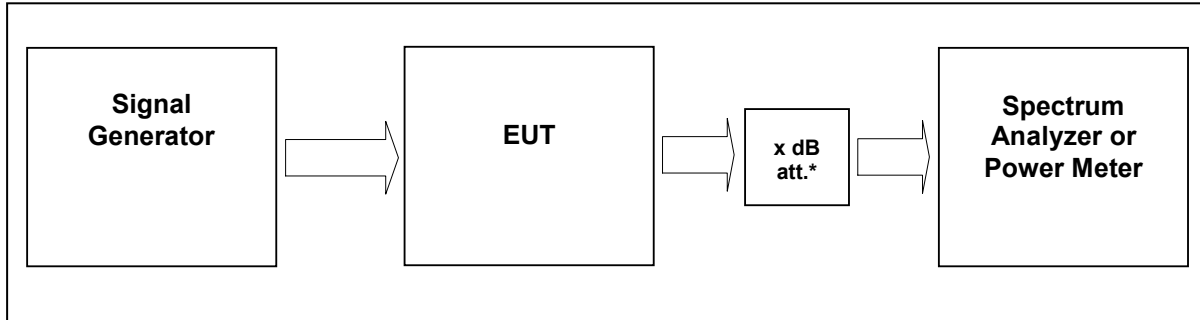 Signal
Generator
EUT
x dB
att.*
Spectrum
Analyzer or
Power Meter